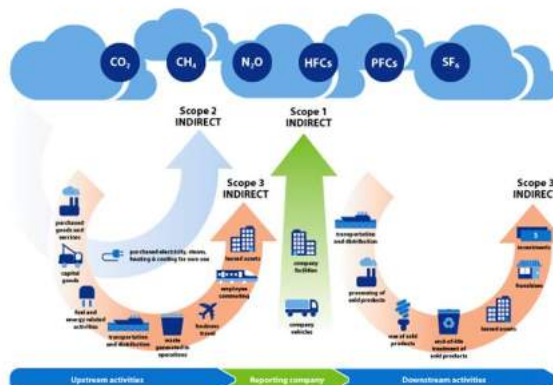 CO₂
CH₄
N₂O
HFCs
PFCs
SF₆
Scope 2
INDIRECT
Scope 1
INDIRECT
Scope 3
INDIRECT
Scope 3
INDIRECT
purchased
goods and
services
capital
goods
fuel and
energy related
activities
purchased electricity, steam,
heating & cooling for own use
transportation
and distribution
waste
generated in
operations
business
travel
employee
commuting
leased assets
company
facilities
company
vehicles
transportation
and distribution
processing of
sold products
use of sold
products
end-of-life
treatment of
sold products
leased assets
franchises
investments
Upstream activities
Reporting company
Downstream activities